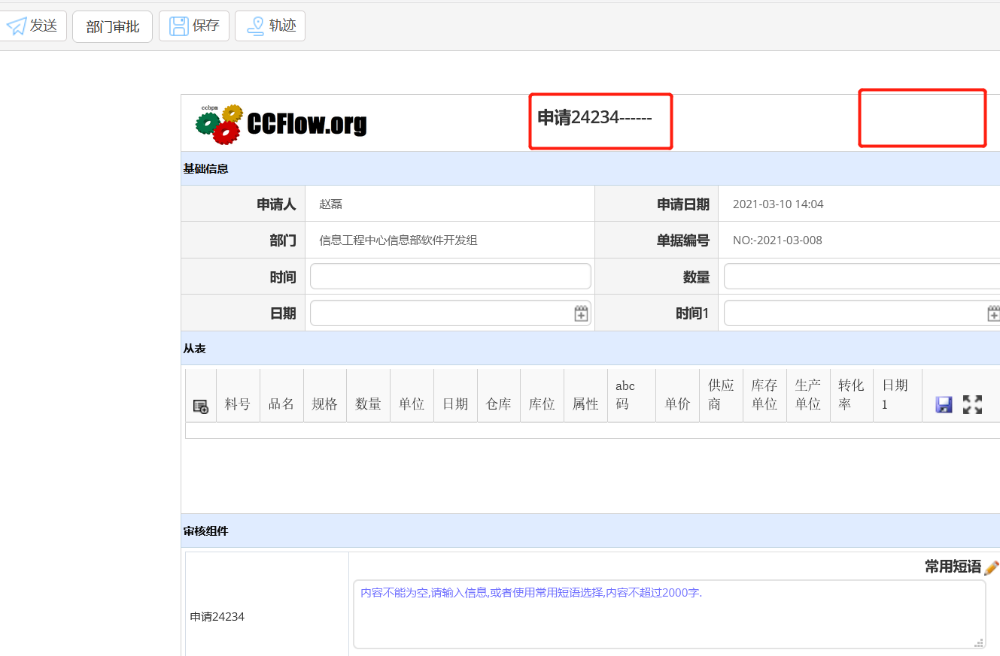 发送 部门审批 保存 轨迹
ccbpm
CCFlow.org
申请24234------
基础信息
申请人 赵磊 申请日期 2021-03-10 14:04
部门 信息工程中心信息部软件开发组 单据编号 NO:-2021-03-008
时间 数量
日期 时间1
从表
料号 品名 规格 数量 单位 日期 仓库 库位 属性 abc码 单价 供应商 库存单位 生产单位 转化率 日期1
审核组件
常用短语
内容不能为空,请输入信息,或者使用常用短语选择,内容不超过2000字.
申请24234